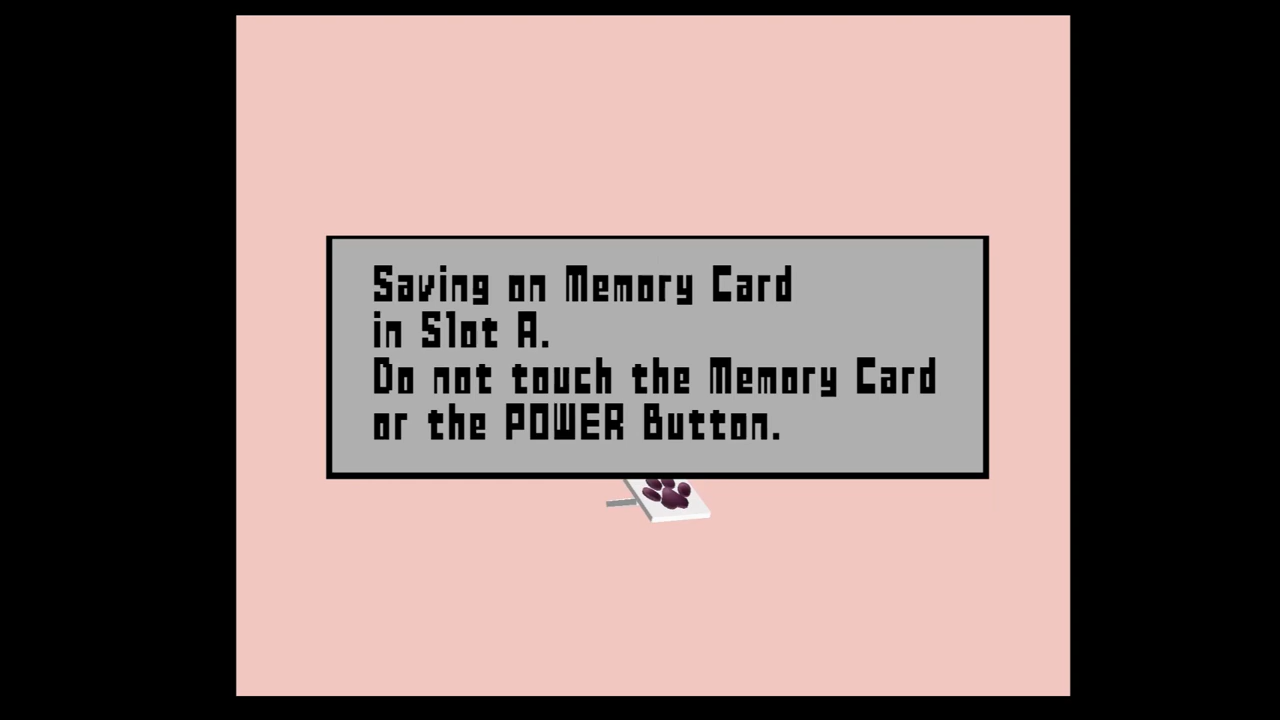 Saving on Memory Card
in Slot A.
Do not touch the Memory Card
or the POWER Button.